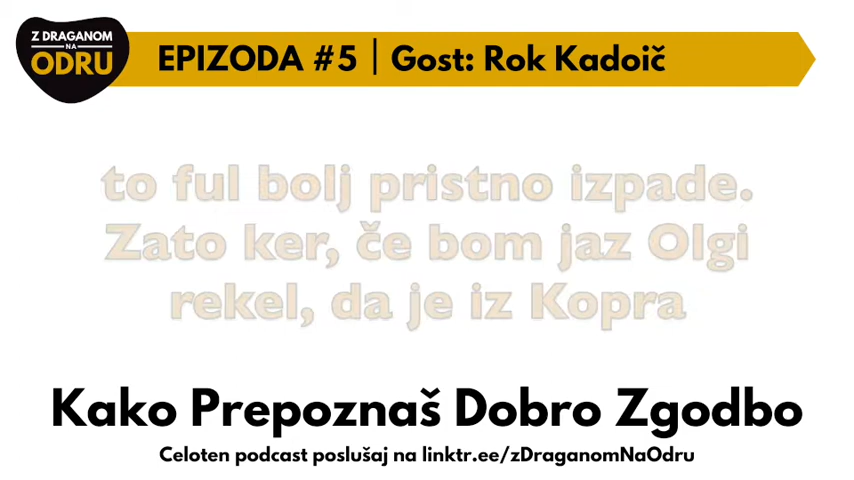 Z DRAGANOM
NA
ODRU
EPIZODA #5 | Gost: Rok Kadoič
to ful bolj pristno izpade.
Zato ker, če bom jaz Olgi
rekel, da je iz Kopra
Kako Prepoznaš Dobro Zgodbo
Celoten podcast poslušaj na linktr.ee/zDraganomNaOdru